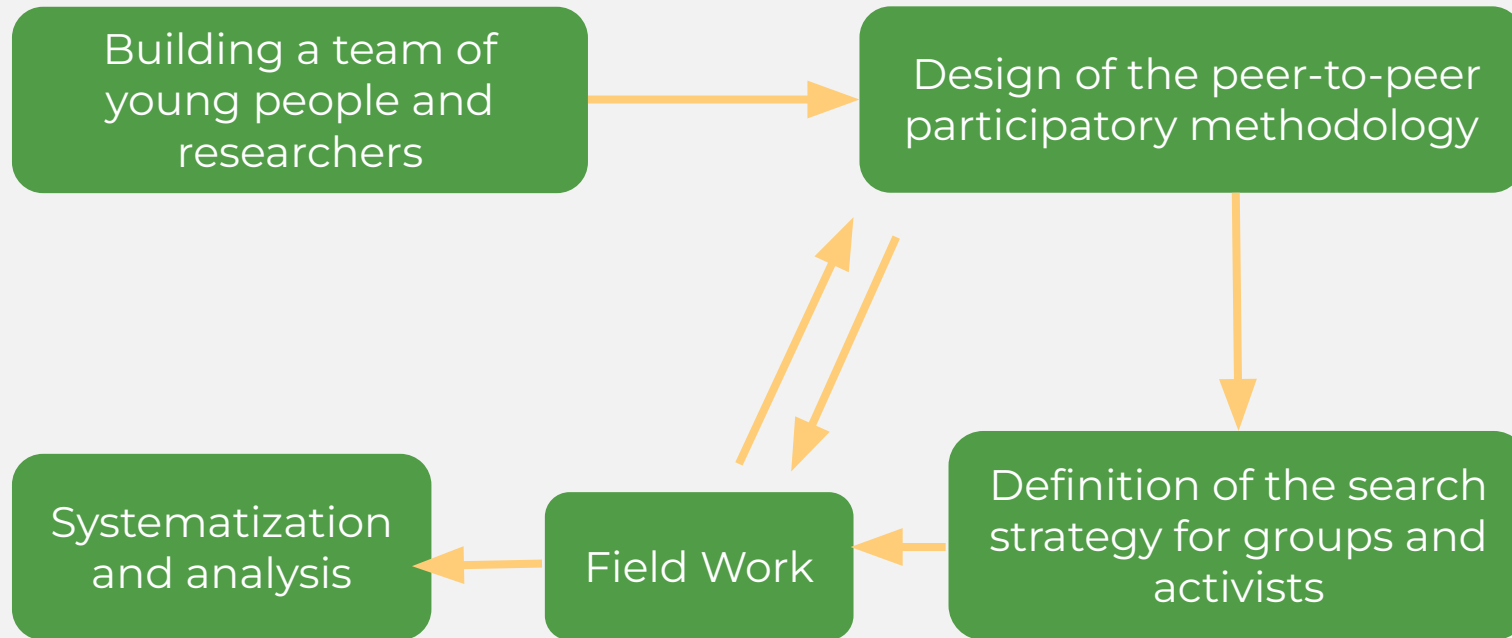 Building a team of
young people and
researchers
Design of the peer-to-peer
participatory methodology
Definition of the search
strategy for groups and
activists
Field Work
Systematization
and analysis